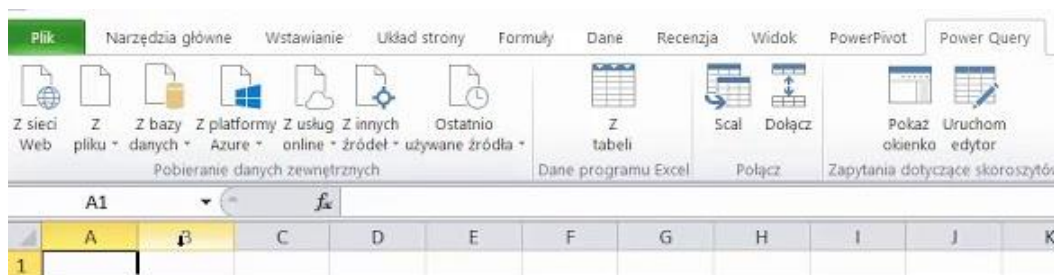 Plik Narzędzia główne Wstawianie Układ strony Formuły Dane Recenzja Widok PowerPivot Power Query
Z sieci Z Z bazy Z platformy Z usług Z innych Ostatnio Z Scal Dołącz Pokaż Uruchom
Web pliku danych Azure online źródeł używane źródła tabeli okienko edytor
Pobieranie danych zewnętrznych Dane programu Excel Połącz Zapytania dotyczące skoroszytów
A1 fx
A B C D E F G H I J K
1